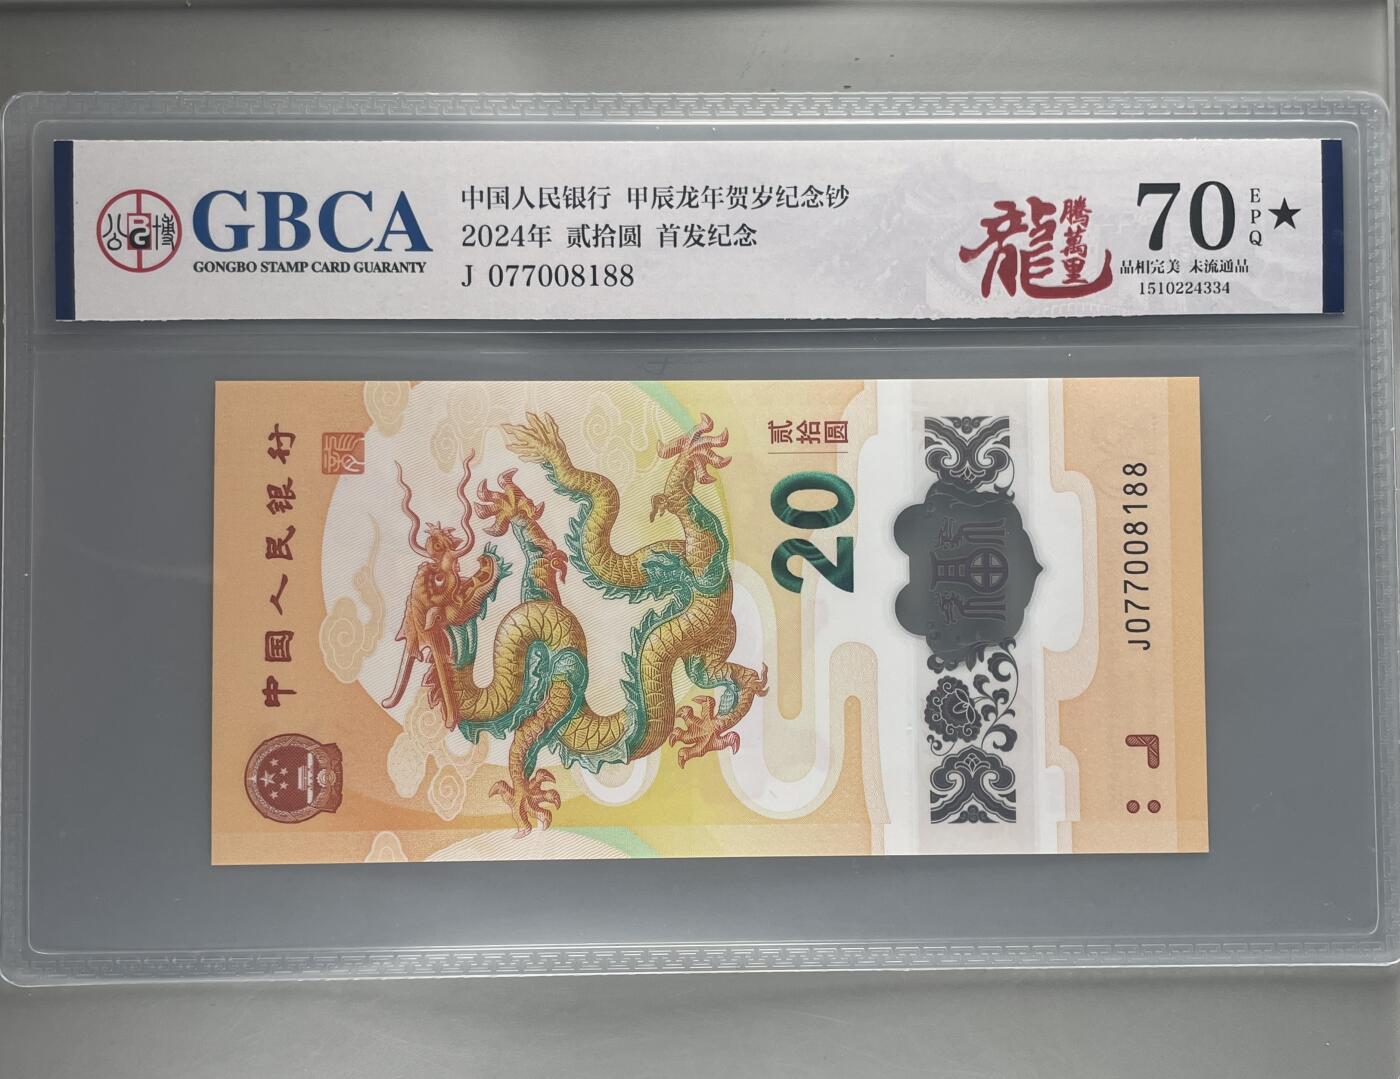 公博
BG
GBCA
GONGBO STAMP CARD GUARANTY
中国人民银行 甲辰龙年贺岁纪念钞
2024年 贰拾圆 首发纪念
J 077008188
龍
騰萬里
70
EPQ★
品相完美 未流通品
1510224334
中国人民银行
贰拾圆
20
J077008188